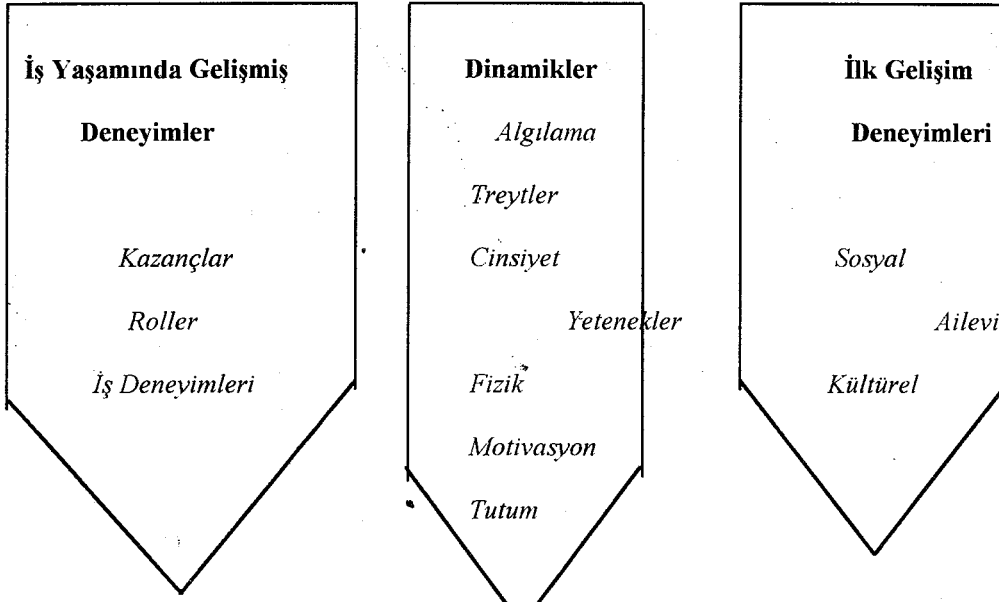 İş Yaşamında Gelişmiş
Deneyimler
Kazançlar
Roller
İş Deneyimleri
Dinamikler
Algılama
Treytler
Cinsiyet
Yetenekler
Fizik
Motivasyon
Tutum
İlk Gelişim
Deneyimleri
Sosyal
Ailevi
Kültürel